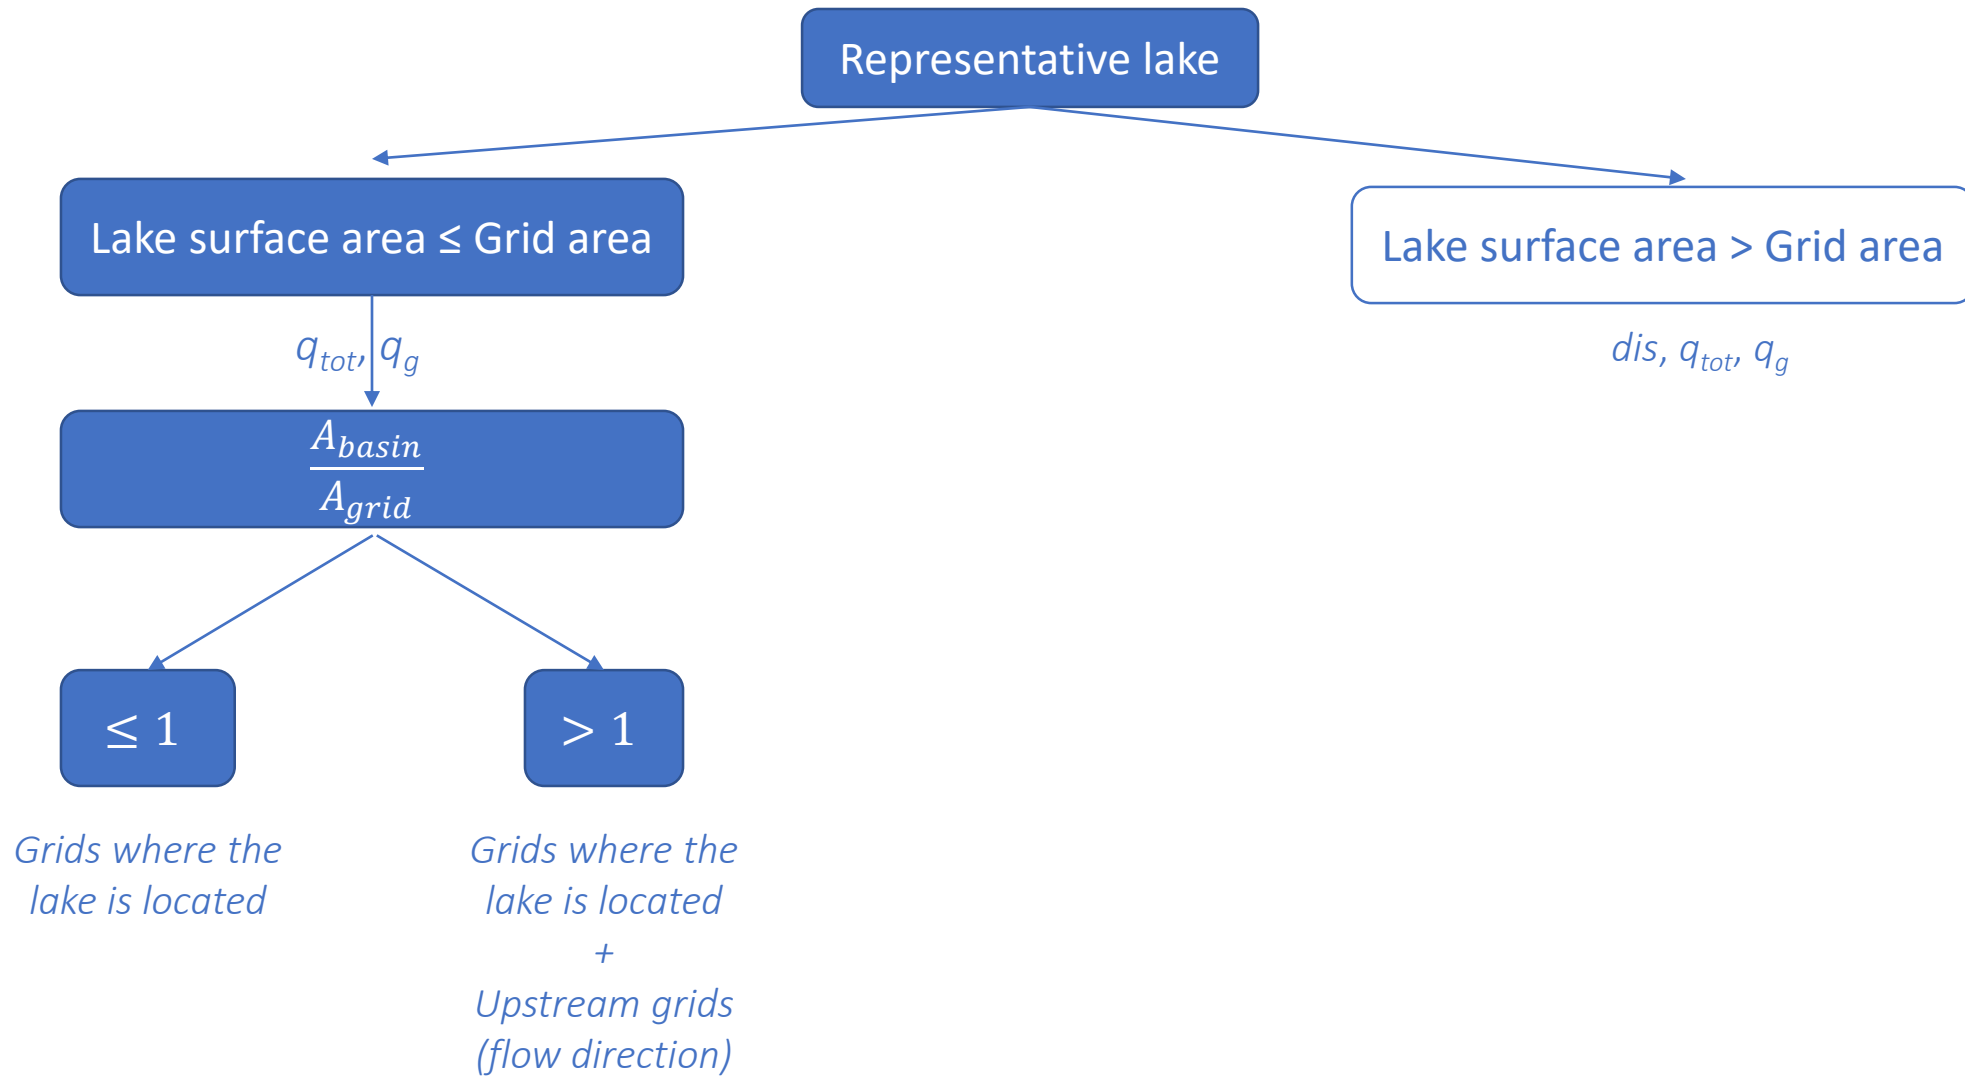 Representative lake
Lake surface area ≤ Grid area
Lake surface area > Grid area
q_tot, q_g
dis, q_tot, q_g
A_basin
A_grid
≤ 1
> 1
Grids where the
lake is located
Grids where the
lake is located
+
Upstream grids
(flow direction)